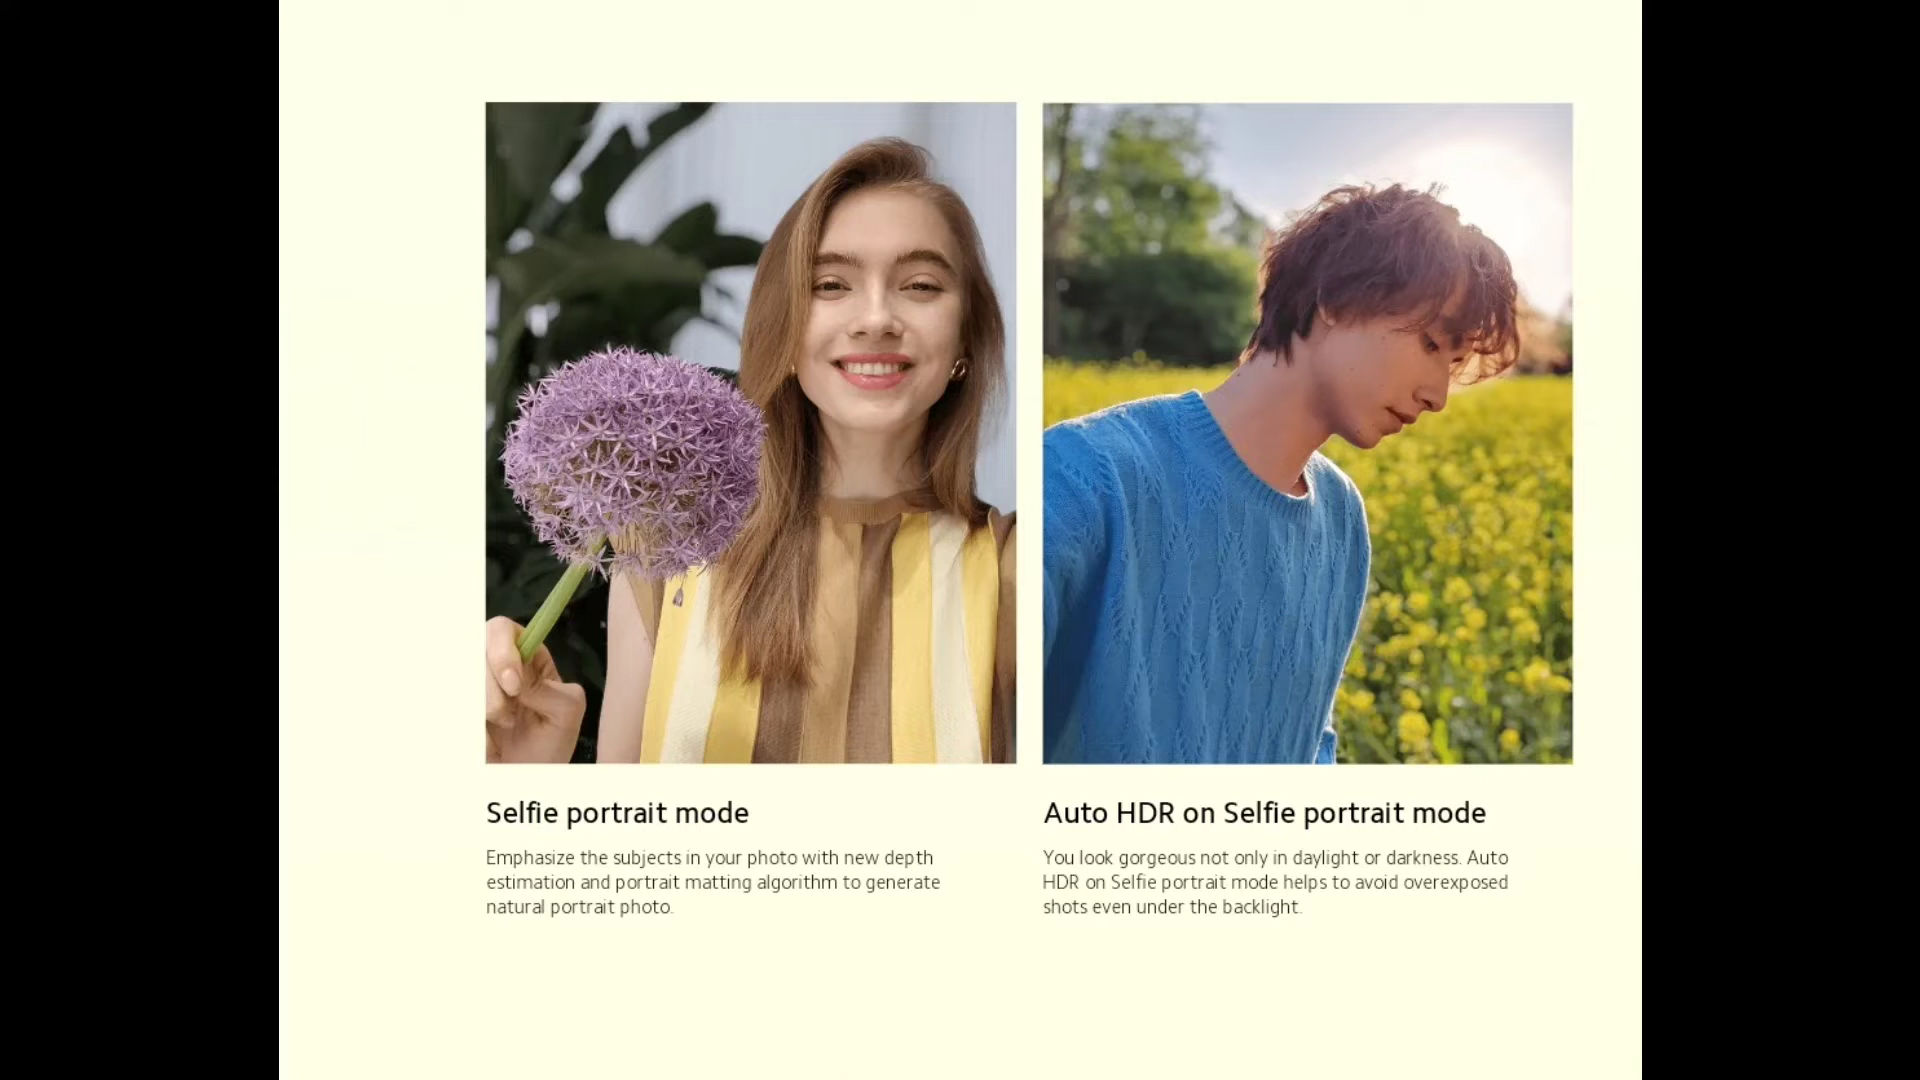 Selfie portrait mode
Emphasize the subjects in your photo with new depth
estimation and portrait matting algorithm to generate
natural portrait photo.
Auto HDR on Selfie portrait mode
You look gorgeous not only in daylight or darkness. Auto
HDR on Selfie portrait mode helps to avoid overexposed
shots even under the backlight.